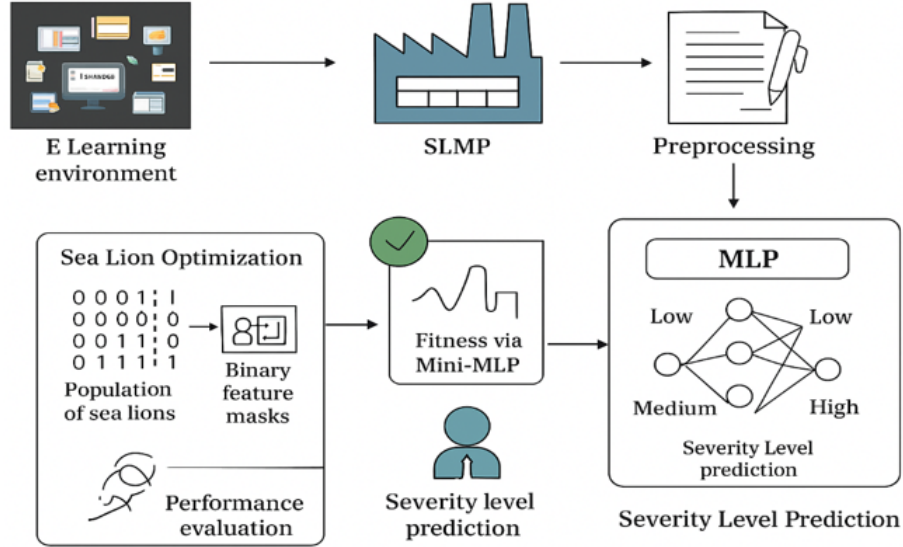 E Learning
environment
SLMP
Preprocessing
Sea Lion Optimization
0 0 0 1 1
0 0 0 0 0
0 0 1 1 0
0 1 1 1 1
Population
of sea lions
Binary
feature
masks
Performance
evaluation
Fitness via
Mini-MLP
Severity level
prediction
MLP
Low
Low
Medium
High
Severity Level
prediction
Severity Level Prediction